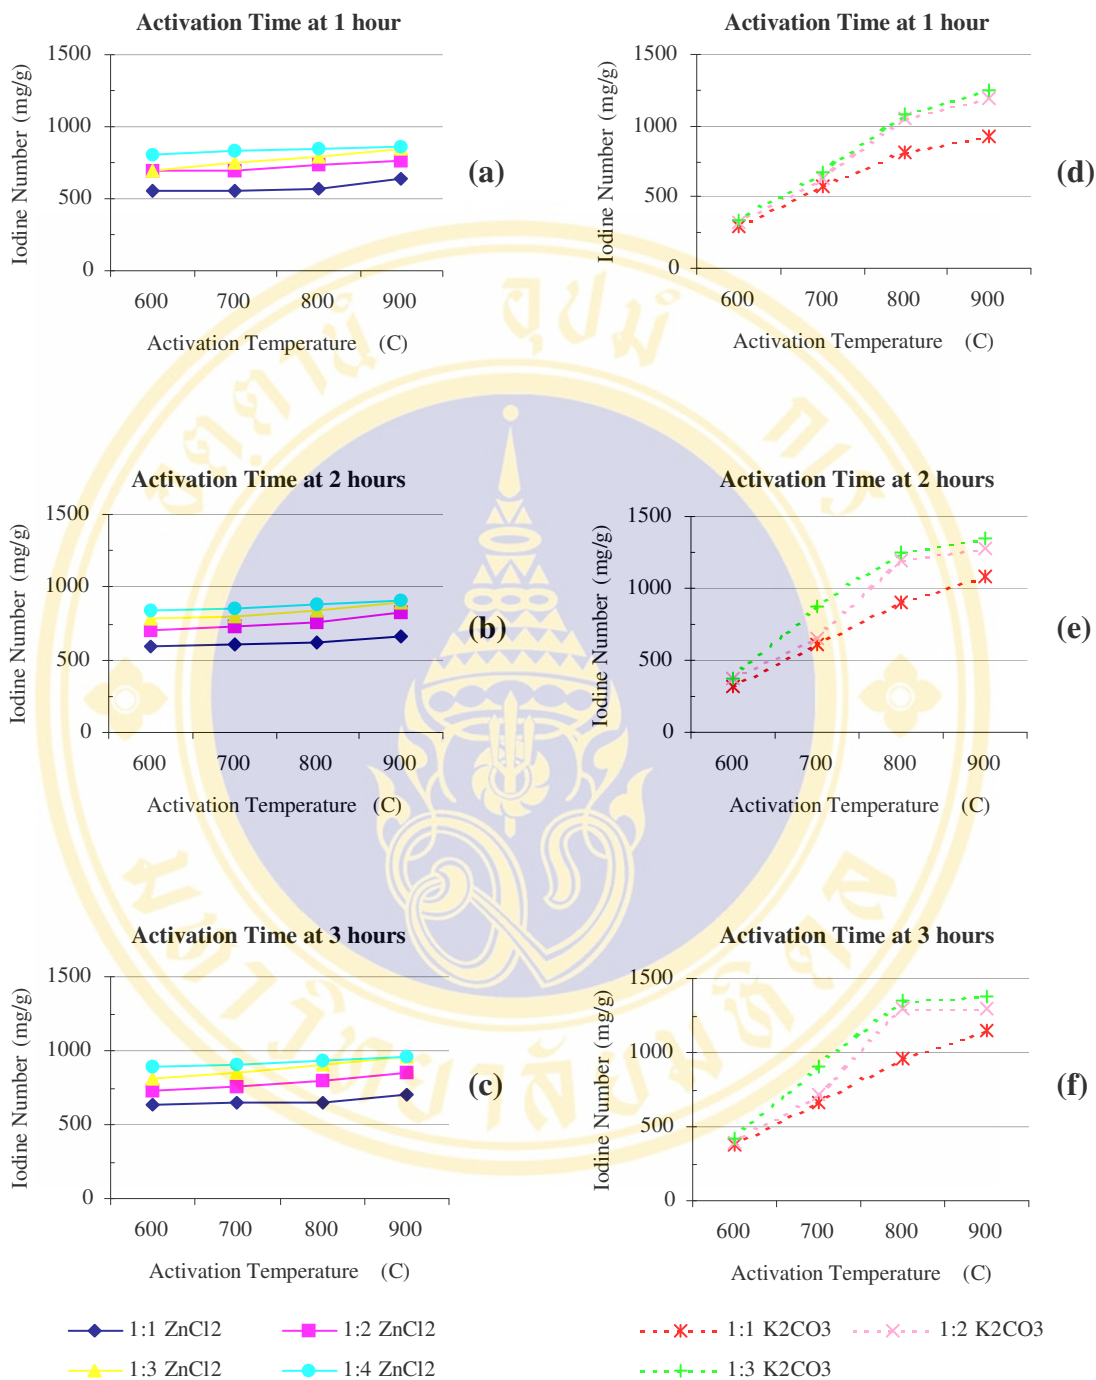 Activation Time at 1 hour
1500
1000
500
0
Iodine Number (mg/g)
600 700 800 900
Activation Temperature (C)
(a)
Activation Time at 1 hour
1500
1000
500
0
Iodine Number (mg/g)
600 700 800 900
Activation Temperature (C)
(d)
Activation Time at 2 hours
1500
1000
500
0
Iodine Number (mg/g)
600 700 800 900
Activation Temperature (C)
(b)
Activation Time at 2 hours
1500
1000
500
0
Iodine Number (mg/g)
600 700 800 900
Activation Temperature (C)
(e)
Activation Time at 3 hours
1500
1000
500
0
Iodine Number (mg/g)
600 700 800 900
Activation Temperature (C)
(c)
Activation Time at 3 hours
1500
1000
500
0
Iodine Number (mg/g)
600 700 800 900
Activation Temperature (C)
(f)
1:1 ZnCl2 1:2 ZnCl2
1:3 ZnCl2 1:4 ZnCl2
1:1 K2CO3 1:2 K2CO3
1:3 K2CO3